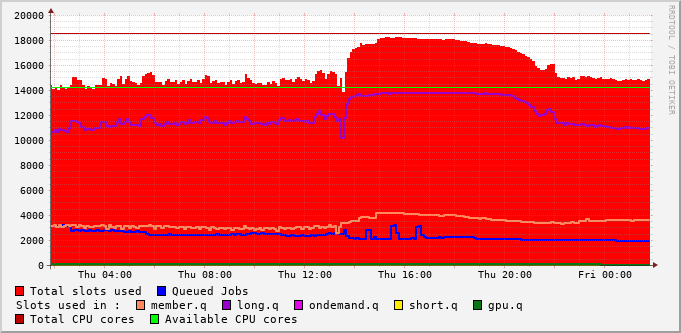 20000
18000
16000
14000
12000
10000
8000
6000
4000
2000
0
Thu 04:00 Thu 08:00 Thu 12:00 Thu 16:00 Thu 20:00 Fri 00:00
Total slots used Queued Jobs
Slots used in : member.q long.q ondemand.q short.q gpu.q
Total CPU cores Available CPU cores
RRDTOOL / TOBI OETIKER